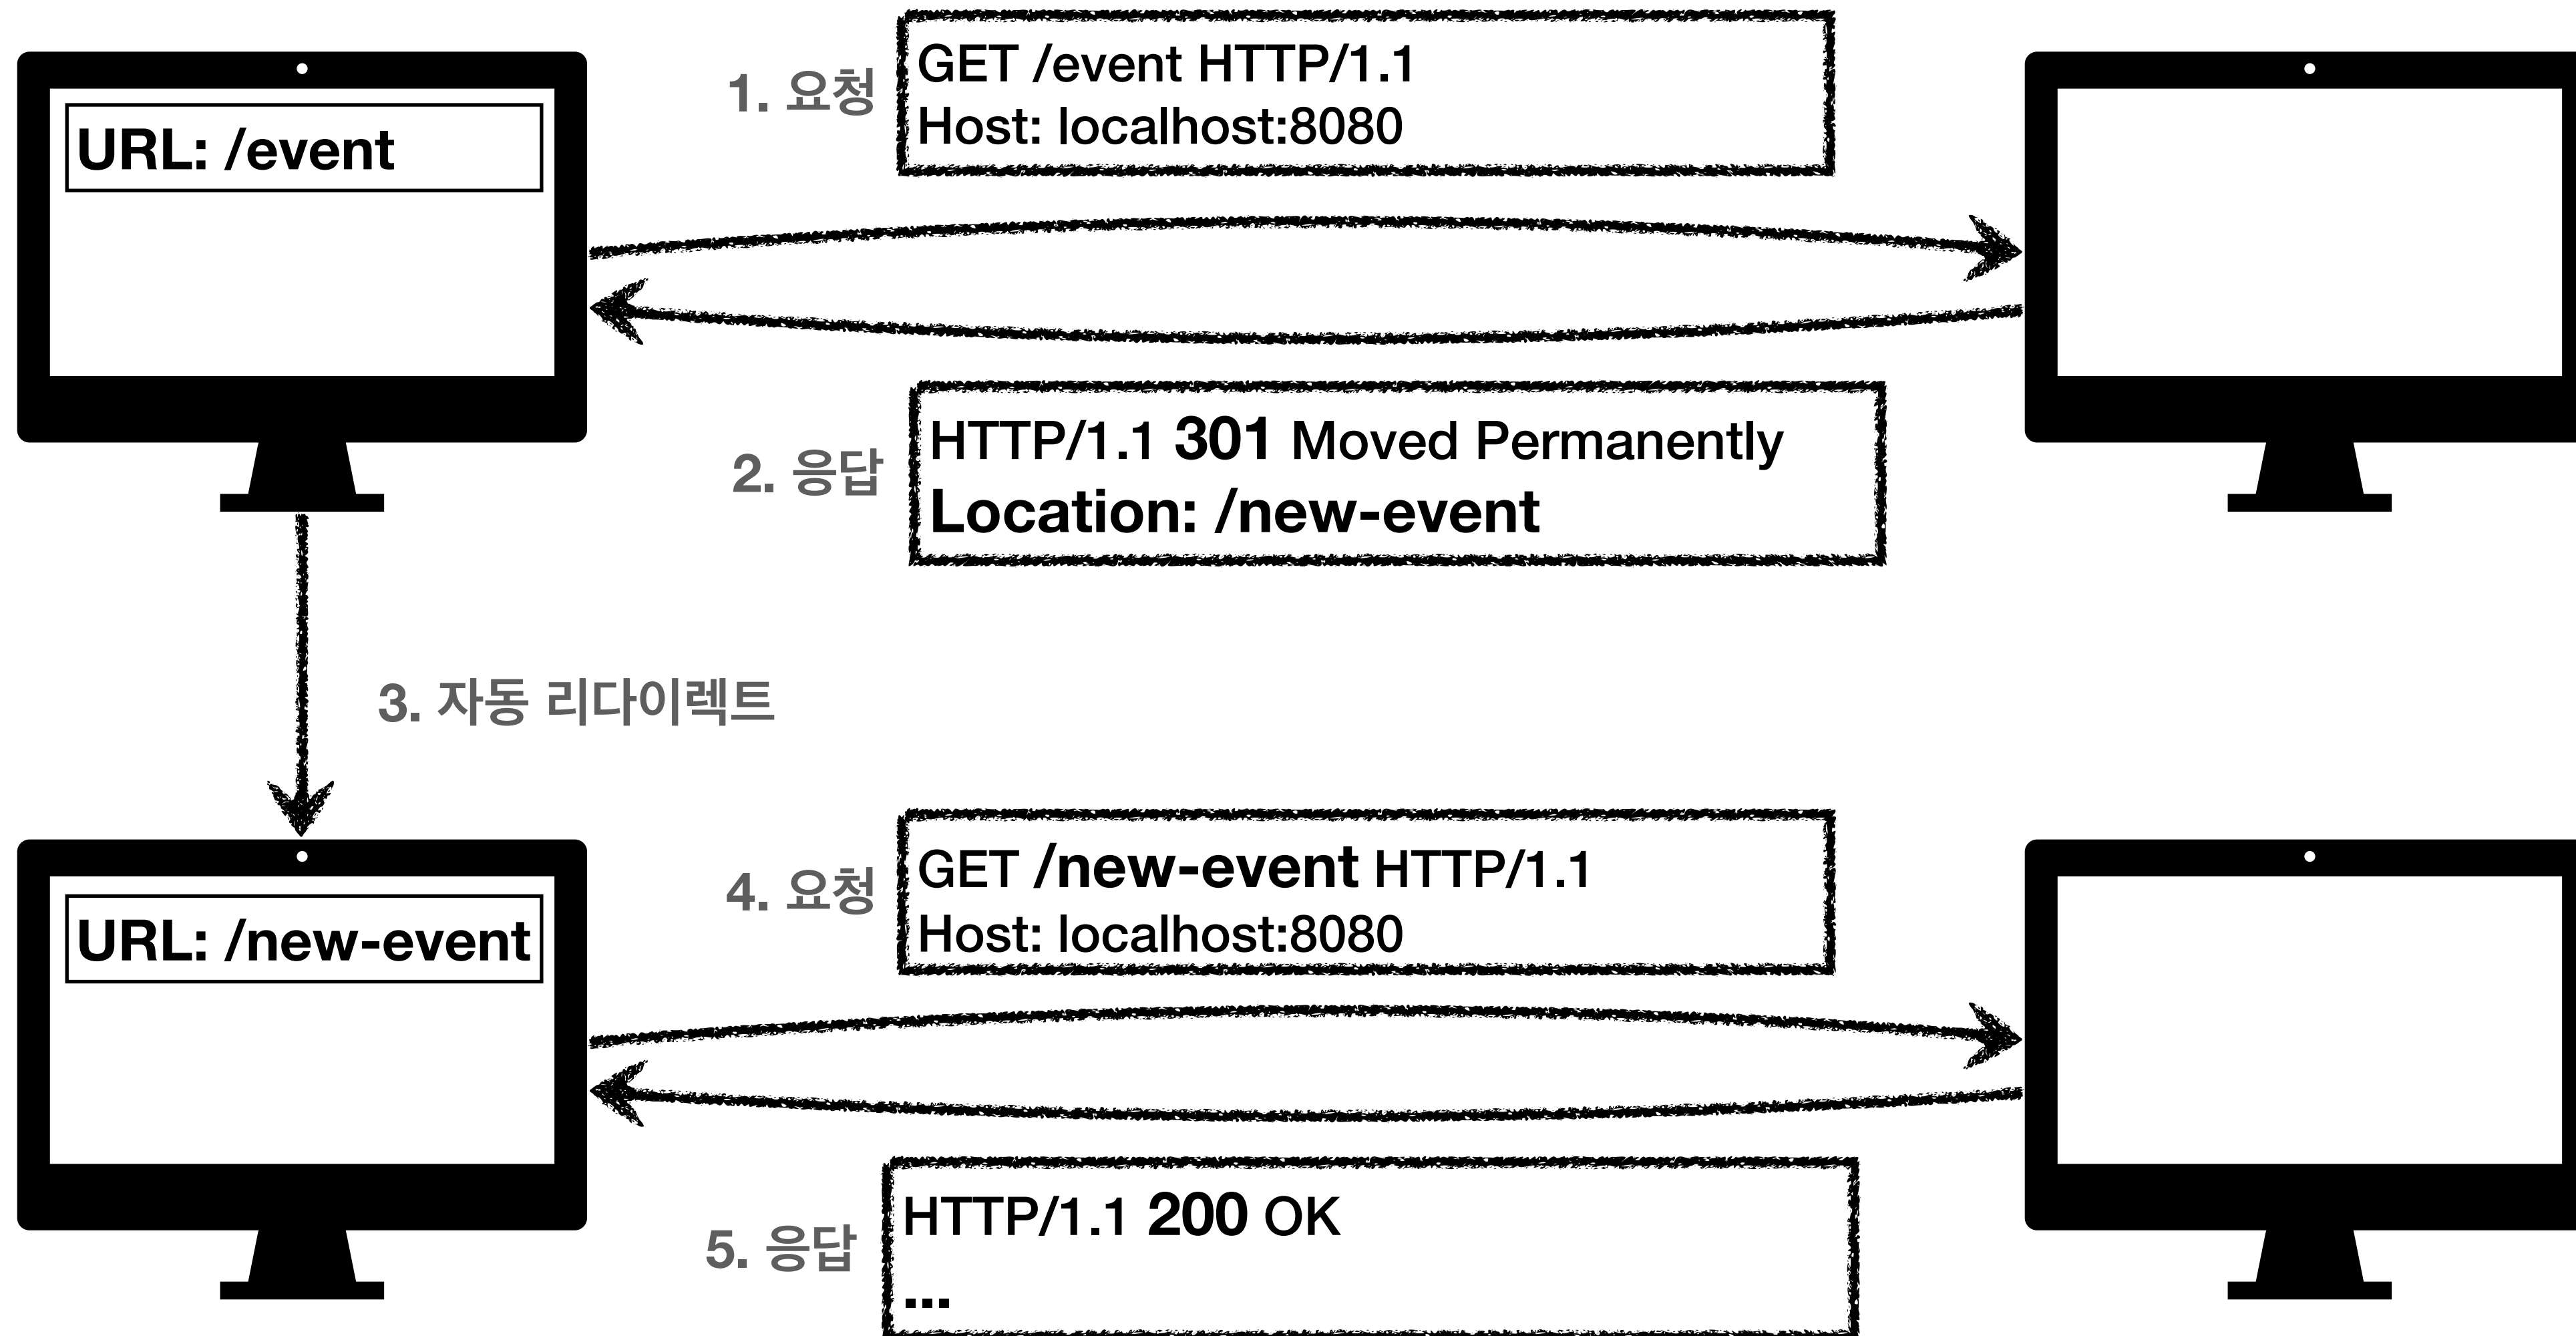 URL: /event
1. 요청
GET /event HTTP/1.1
Host: localhost:8080
2. 응답
HTTP/1.1 301 Moved Permanently
Location: /new-event
3. 자동 리다이렉트
URL: /new-event
4. 요청
GET /new-event HTTP/1.1
Host: localhost:8080
5. 응답
HTTP/1.1 200 OK
...